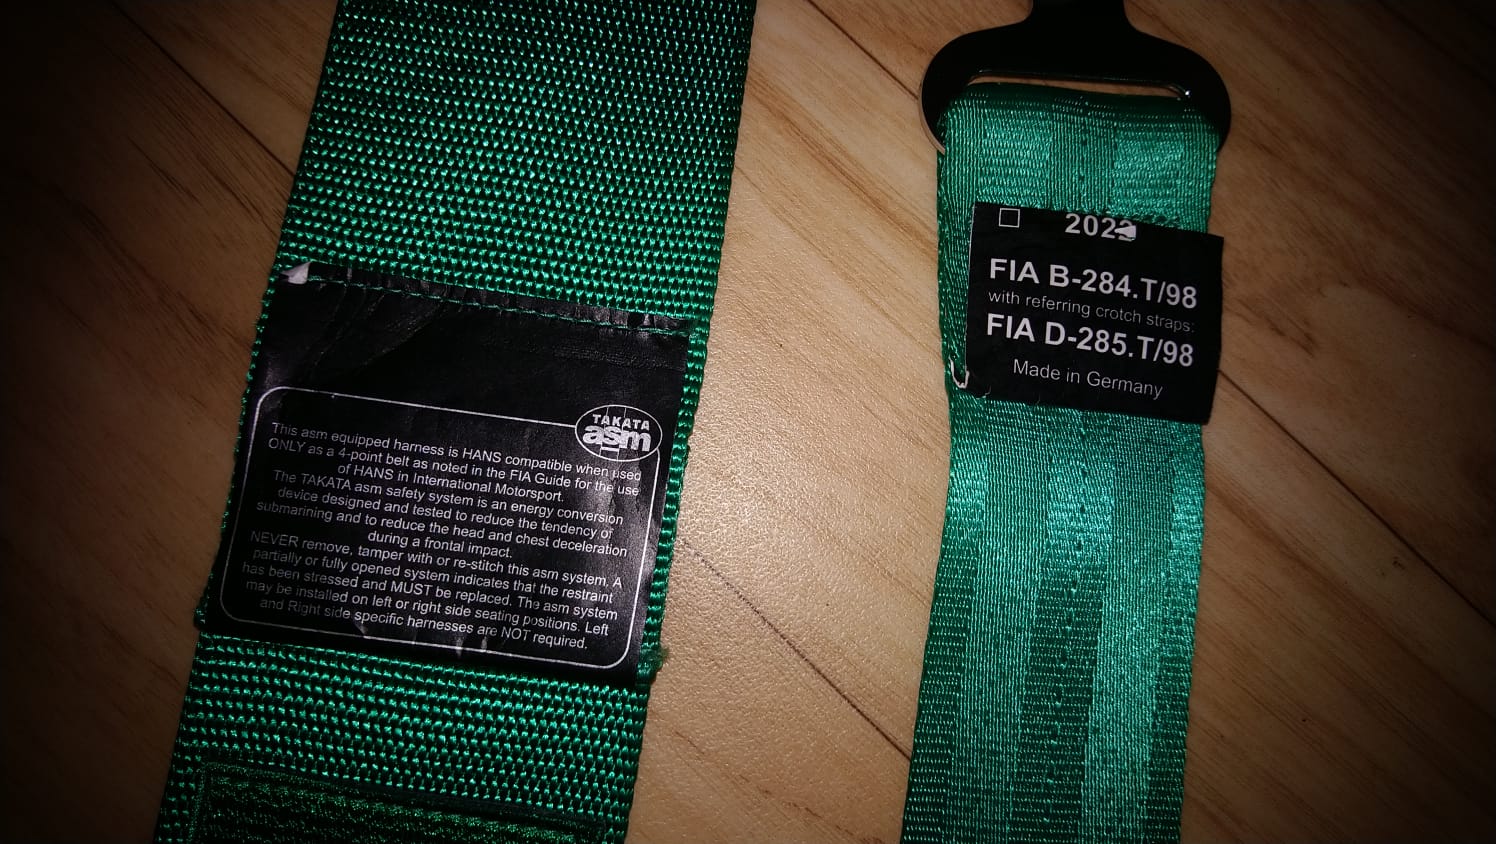 TAKATA
asm
This asm equipped harness is HANS compatible when used
ONLY as a 4-point belt as noted in the FIA Guide for the use
of HANS in International Motorsport.
The TAKATA asm safety system is an energy conversion
device designed and tested to reduce the tendency of
submarining and to reduce the head and chest deceleration
during a frontal impact.
NEVER remove, tamper with or re-stitch this asm system. A
partially or fully opened system indicates that the restraint
has been stressed and MUST be replaced. The asm system
may be installed on left or right side seating positions. Left
and Right side specific harnesses are NOT required.
FIA B-284.T/98
with referring crotch straps:
FIA D-285.T/98
Made in Germany